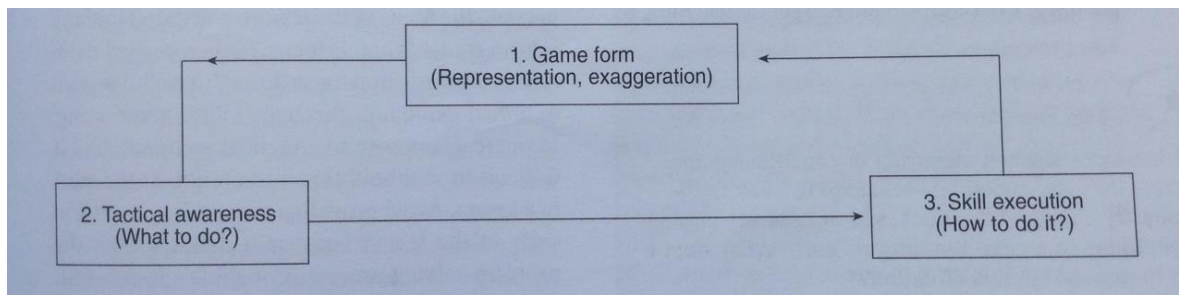 1. Game form
(Representation, exaggeration)
2. Tactical awareness
(What to do?)
3. Skill execution
(How to do it?)